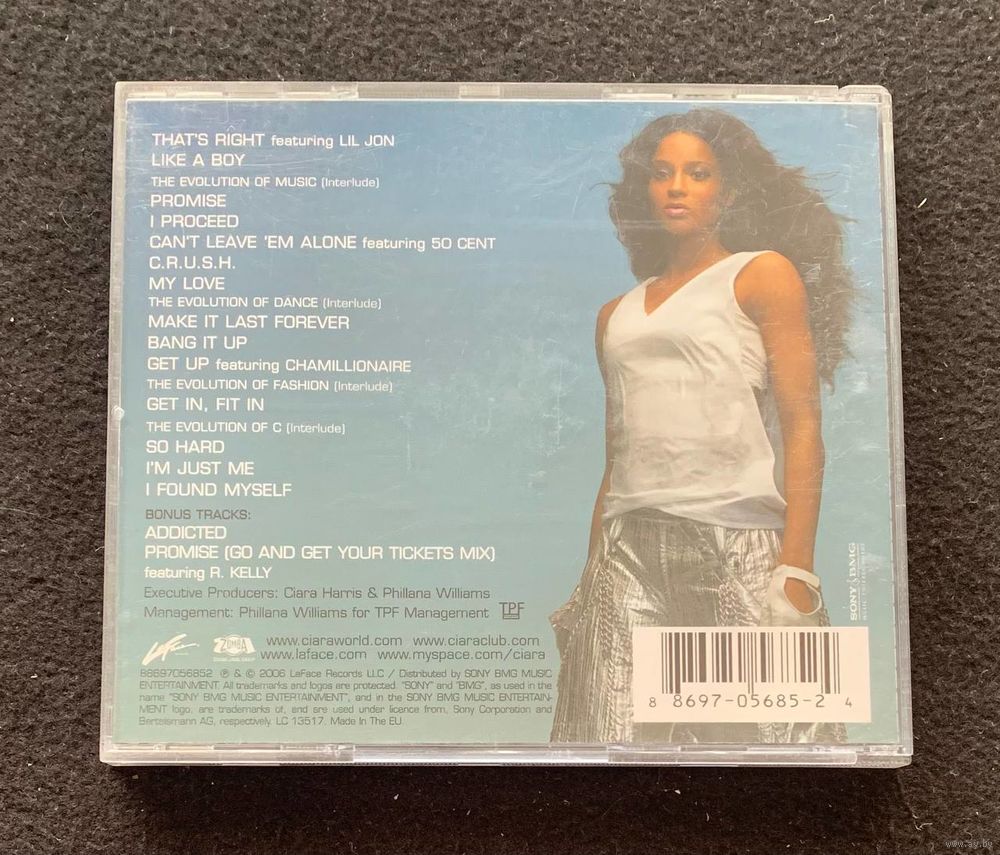 THAT'S RIGHT featuring LIL JON
LIKE A BOY
THE EVOLUTION OF MUSIC (Interlude)
PROMISE
I PROCEED
CAN'T LEAVE 'EM ALONE featuring 50 CENT
C.R.U.S.H.
MY LOVE
THE EVOLUTION OF DANCE (Interlude)
MAKE IT LAST FOREVER
BANG IT UP
GET UP featuring CHAMILLIONAIRE
THE EVOLUTION OF FASHION (Interlude)
GET IN, FIT IN
THE EVOLUTION OF C (Interlude)
SO HARD
I'M JUST ME
I FOUND MYSELF
BONUS TRACKS:
ADDICTED
PROMISE (GO AND GET YOUR TICKETS MIX)
featuring R. KELLY
Executive Producers: Ciara Harris & Phillana Williams
Management: Phillana Williams for TPF Management TPF
LaFace ZOMBA www.ciaraworld.com www.ciaraclub.com
www.laface.com www.myspace.com/ciara
88697056852 ℗ & © 2006 LaFace Records LLC / Distributed by SONY BMG MUSIC
ENTERTAINMENT. All trademarks and logos are protected. "SONY" and "BMG", as used in the
name "SONY BMG MUSIC ENTERTAINMENT", and in the SONY BMG MUSIC ENTERTAIN-
MENT logo, are trademarks of, and are used under licence from, Sony Corporation and
Bertelsmann AG, respectively. LC 13517. Made In The EU.
SONY BMG
MUSIC ENTERTAINMENT
8 8697-05685-2 4
www.ay.by